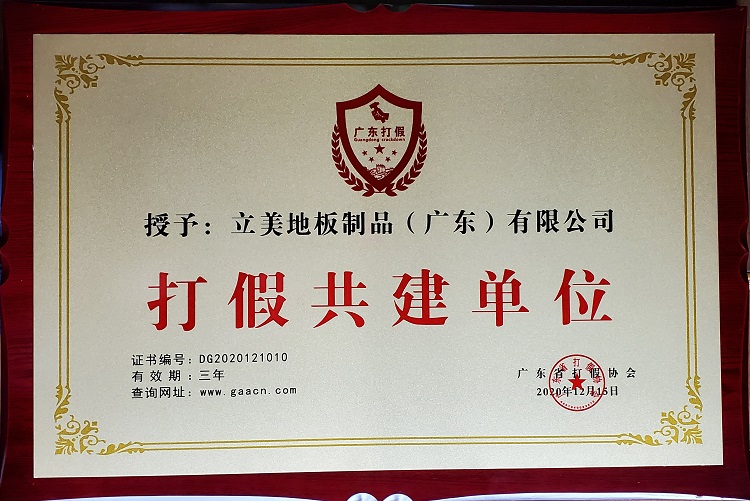 广东打假
Guangdong crackdown
授予：立美地板制品（广东）有限公司
打假共建单位
证书编号：DG2020121010
有效期：三年
查询网址：www.gaacn.com
广东省打假协会
2020年12月15日